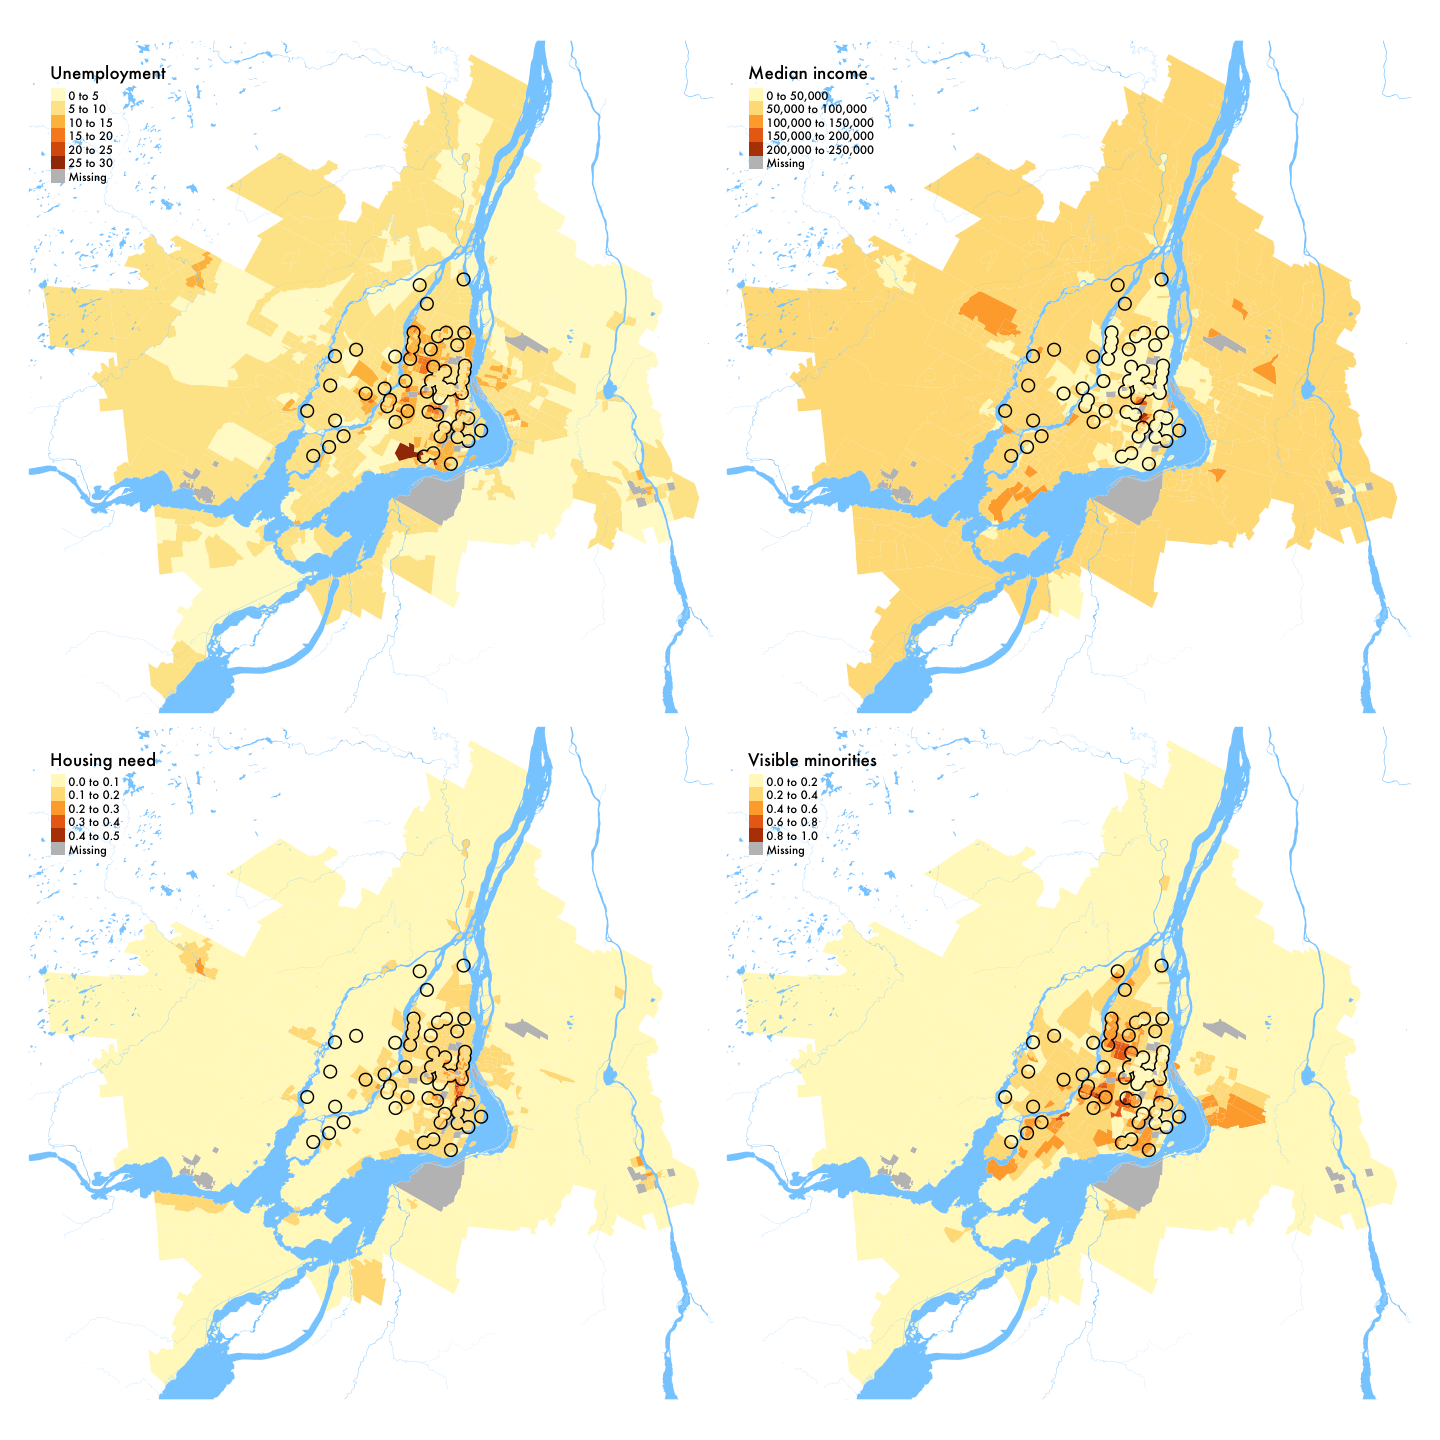 Unemployment
0 to 5
5 to 10
10 to 15
15 to 20
20 to 25
25 to 30
Missing
Median income
0 to 50,000
50,000 to 100,000
100,000 to 150,000
150,000 to 200,000
200,000 to 250,000
Missing
Housing need
0.0 to 0.1
0.1 to 0.2
0.2 to 0.3
0.3 to 0.4
0.4 to 0.5
Missing
Visible minorities
0.0 to 0.2
0.2 to 0.4
0.4 to 0.6
0.6 to 0.8
0.8 to 1.0
Missing